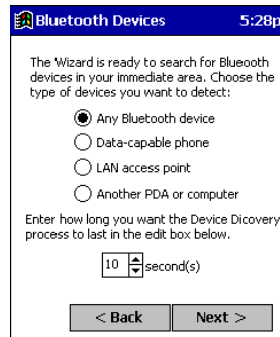 Bluetooth Devices 5:28p
The Wizard is ready to search for Blueooth
devices in your immediate area. Choose the
type of devices you want to detect:
Any Bluetooth device
Data-capable phone
LAN access point
Another PDA or computer
Enter how long you want the Device Dicovery
process to last in the edit box below.
10 second(s)
< Back Next >